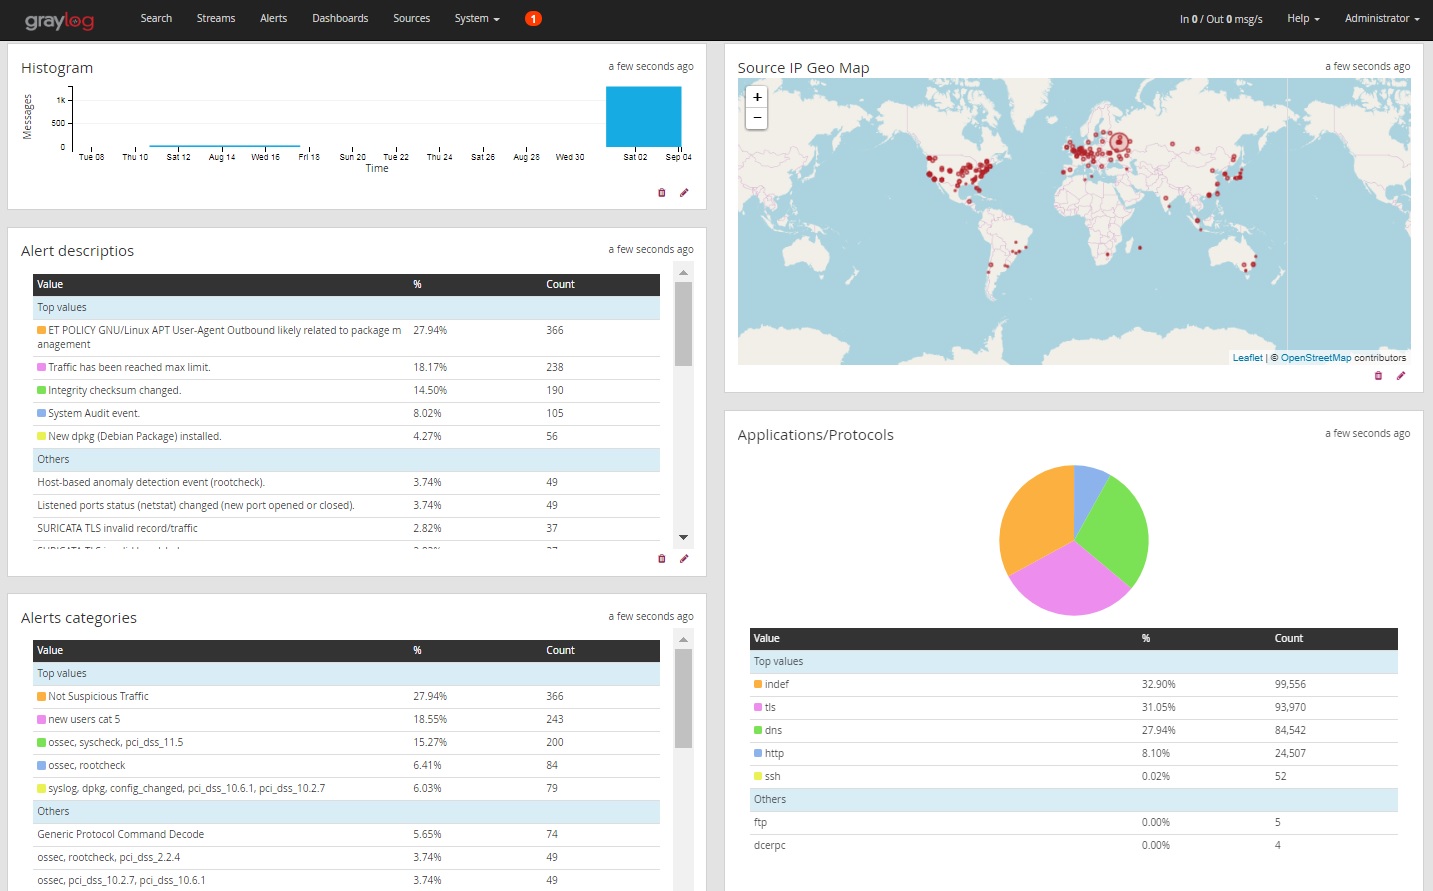 graylog Search Streams Alerts Dashboards Sources System 1 In 0 / Out 0 msg/s Help Administrator
Histogram a few seconds ago
Messages
1K
500
0
Tue 08 Thu 10 Sat 12 Aug 14 Wed 16 Fri 18 Sun 20 Tue 22 Thu 24 Sat 26 Aug 28 Wed 30 Sat 02 Sep 04
Time
Alert descriptios a few seconds ago
Value % Count
Top values
ET POLICY GNU/Linux APT User-Agent Outbound likely related to package m 27.94% 366
anagement
Traffic has been reached max limit. 18.17% 238
Integrity checksum changed. 14.50% 190
System Audit event. 8.02% 105
New dpkg (Debian Package) installed. 4.27% 56
Others
Host-based anomaly detection event (rootcheck). 3.74% 49
Listened ports status (netstat) changed (new port opened or closed). 3.74% 49
SURICATA TLS invalid record/traffic 2.82% 37
Alerts categories a few seconds ago
Value % Count
Top values
Not Suspicious Traffic 27.94% 366
new users cat 5 18.55% 243
ossec, syscheck, pci_dss_11.5 15.27% 200
ossec, rootcheck 6.41% 84
syslog, dpkg, config_changed, pci_dss_10.6.1, pci_dss_10.2.7 6.03% 79
Others
Generic Protocol Command Decode 5.65% 74
ossec, rootcheck, pci_dss_2.2.4 3.74% 49
ossec, pci_dss_10.2.7, pci_dss_10.6.1 3.74% 49
Source IP Geo Map a few seconds ago
+
−
Leaflet | © OpenStreetMap contributors
Applications/Protocols a few seconds ago
Value % Count
Top values
indef 32.90% 99,556
tls 31.05% 93,970
dns 27.94% 84,542
http 8.10% 24,507
ssh 0.02% 52
Others
ftp 0.00% 5
dcerpc 0.00% 4